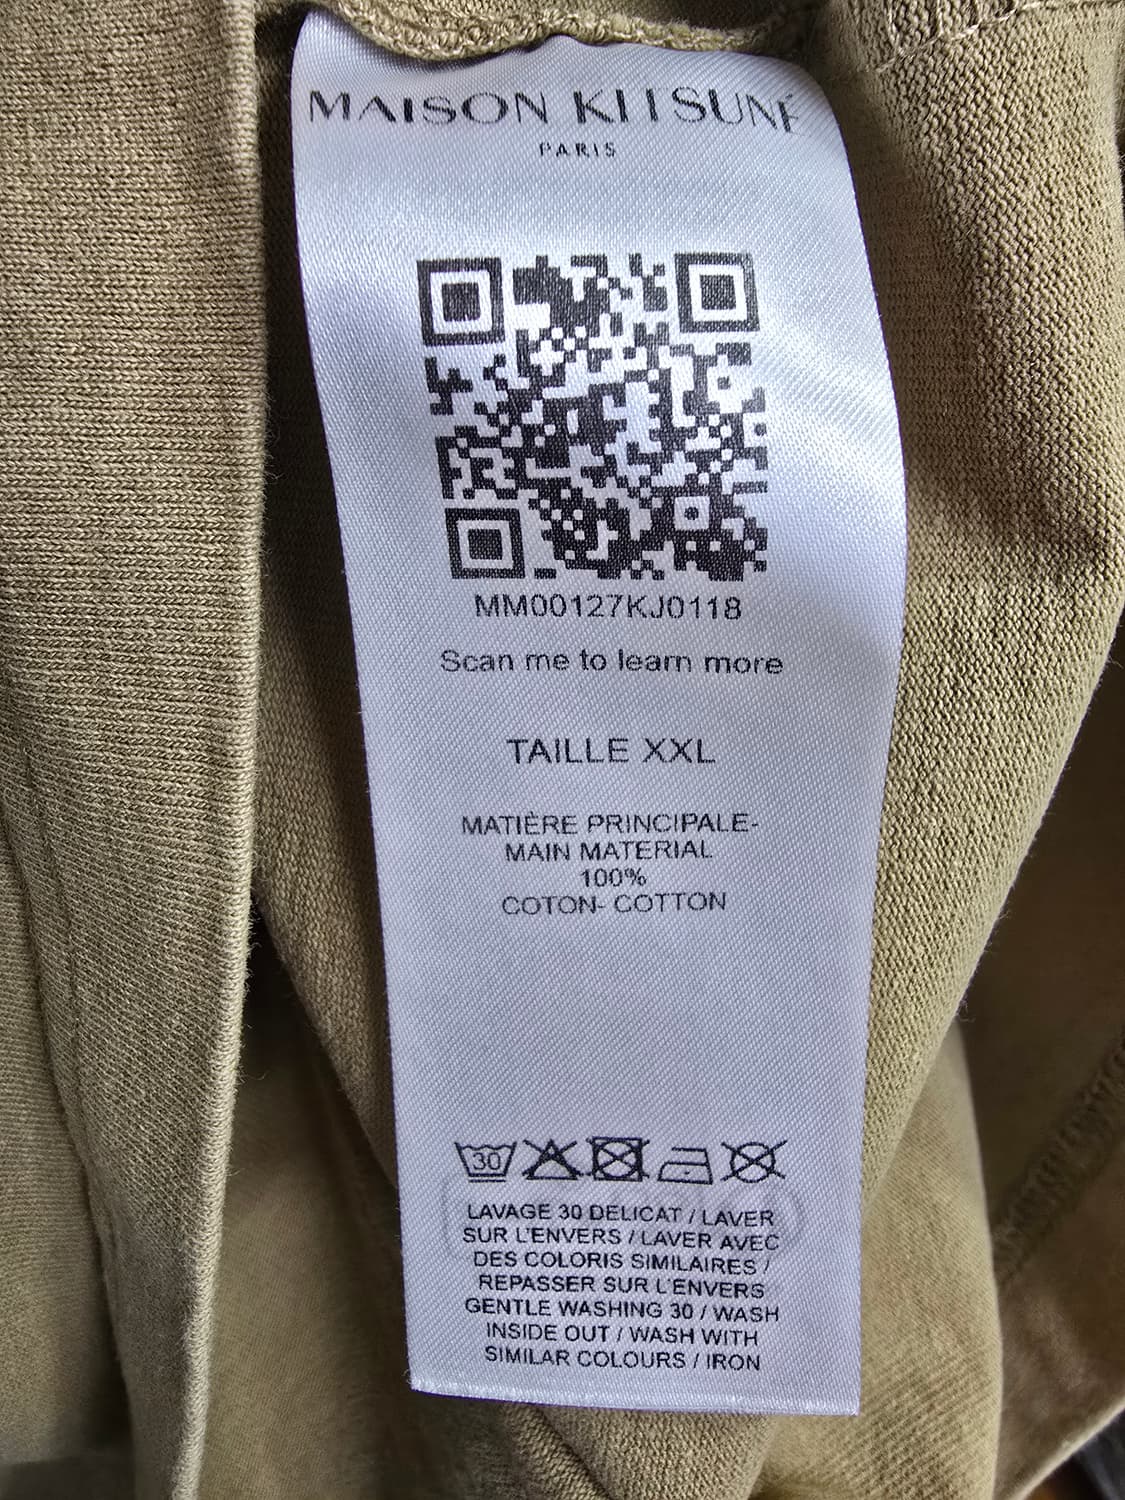 MAISON KITSUNÉ
PARIS
MM00127KJ0118
Scan me to learn more
TAILLE XXL
MATIÈRE PRINCIPALE-
MAIN MATERIAL
100%
COTON- COTTON
30
LAVAGE 30 DELICAT / LAVER
SUR L'ENVERS / LAVER AVEC
DES COLORIS SIMILAIRES /
REPASSER SUR L'ENVERS
GENTLE WASHING 30 / WASH
INSIDE OUT / WASH WITH
SIMILAR COLOURS / IRON